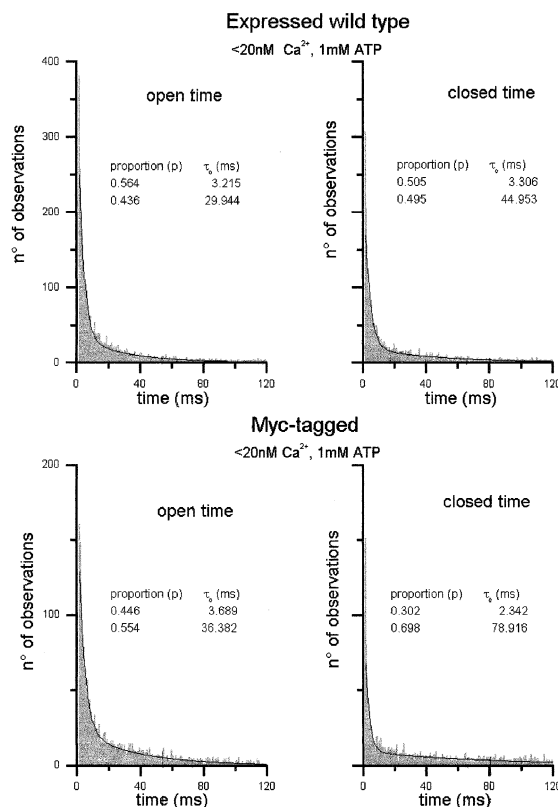 Expressed wild type
<20nM Ca²⁺, 1mM ATP
open time
proportion (p) τₒ (ms)
0.564 3.215
0.436 29.944
n° of observations
400
300
200
100
0
0 40 80 120
time (ms)
closed time
proportion (p) τₒ (ms)
0.505 3.306
0.495 44.953
n° of observations
0 40 80 120
time (ms)
Myc-tagged
<20nM Ca²⁺, 1mM ATP
open time
proportion (p) τₒ (ms)
0.446 3.689
0.554 36.382
n° of observations
200
100
0
0 40 80 120
time (ms)
closed time
proportion (p) τₒ (ms)
0.302 2.342
0.698 78.916
n° of observations
0 40 80 120
time (ms)